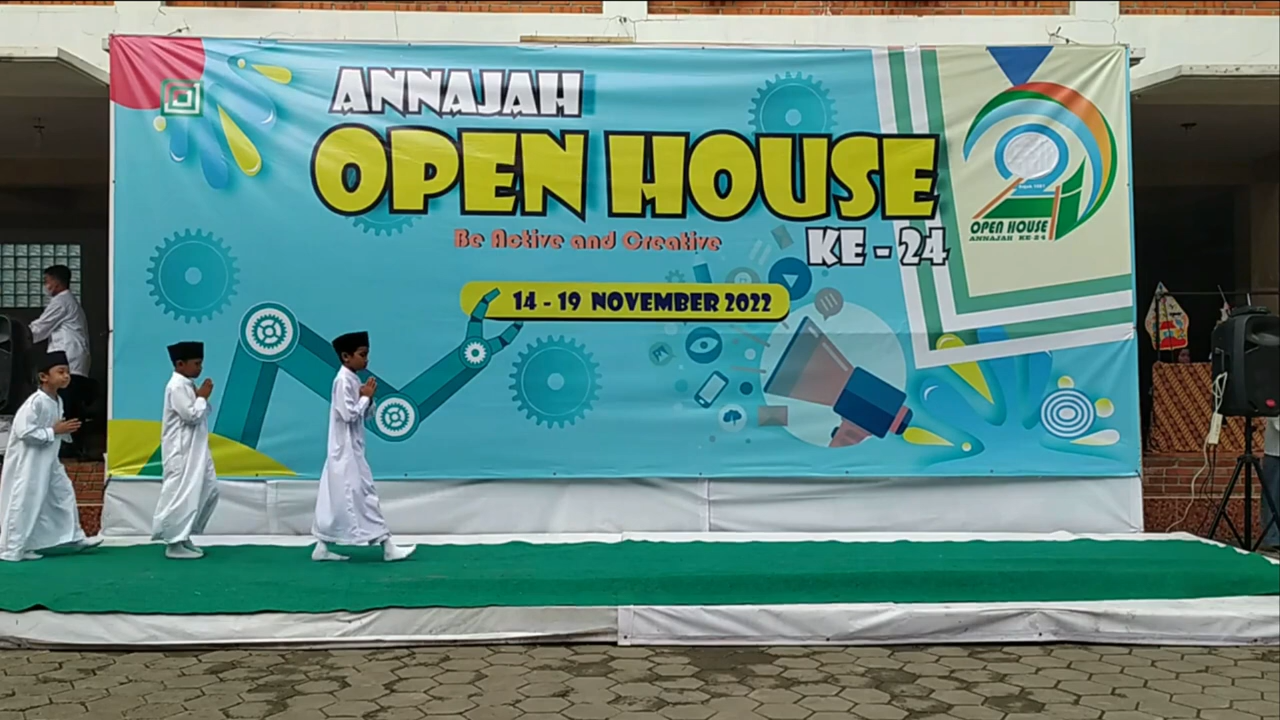 ANNAJAH
OPEN HOUSE
Be Active and Creative
KE - 24
14 - 19 NOVEMBER 2022
OPEN HOUSE
ANNAJAH KE-24